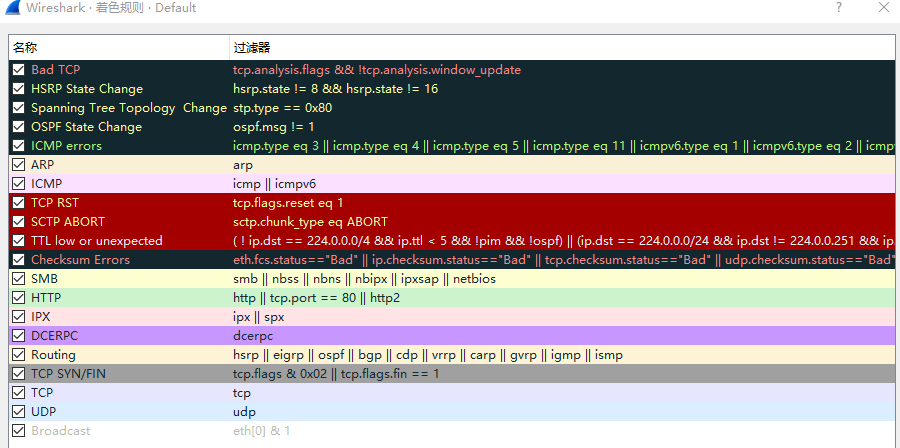 Wireshark · 着色规则 · Default
名称 过滤器
Bad TCP tcp.analysis.flags && !tcp.analysis.window_update
HSRP State Change hsrp.state != 8 && hsrp.state != 16
Spanning Tree Topology Change stp.type == 0x80
OSPF State Change ospf.msg != 1
ICMP errors icmp.type eq 3 || icmp.type eq 4 || icmp.type eq 5 || icmp.type eq 11 || icmpv6.type eq 1 || icmpv6.type eq 2 || icmp
ARP arp
ICMP icmp || icmpv6
TCP RST tcp.flags.reset eq 1
SCTP ABORT sctp.chunk_type eq ABORT
TTL low or unexpected ( ! ip.dst == 224.0.0.0/4 && ip.ttl < 5 && !pim && !ospf) || (ip.dst == 224.0.0.0/24 && ip.dst != 224.0.0.251 && ip
Checksum Errors eth.fcs.status=="Bad" || ip.checksum.status=="Bad" || tcp.checksum.status=="Bad" || udp.checksum.status=="Bad"
SMB smb || nbss || nbns || nbipx || ipxsap || netbios
HTTP http || tcp.port == 80 || http2
IPX ipx || spx
DCERPC dcerpc
Routing hsrp || eigrp || ospf || bgp || cdp || vrrp || carp || gvrp || igmp || ismp
TCP SYN/FIN tcp.flags & 0x02 || tcp.flags.fin == 1
TCP tcp
UDP udp
Broadcast eth[0] & 1